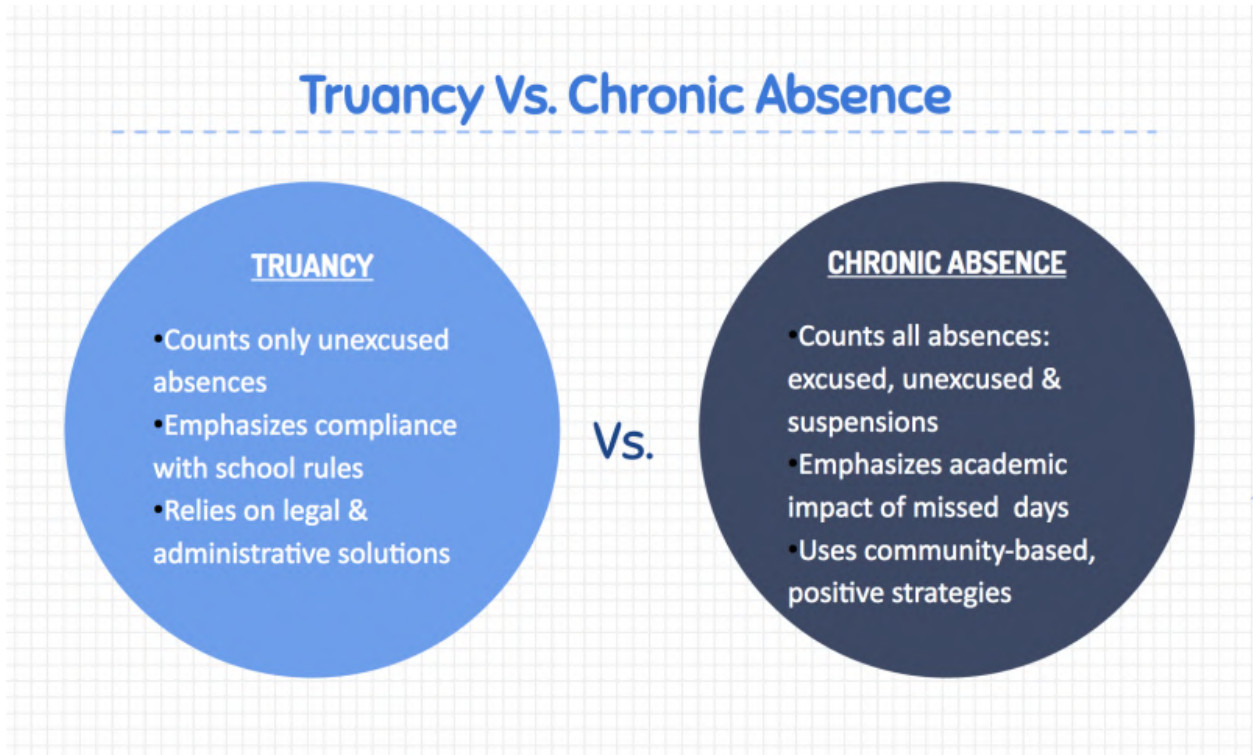 Truancy Vs. Chronic Absence
TRUANCY
•Counts only unexcused
absences
•Emphasizes compliance
with school rules
•Relies on legal &
administrative solutions
Vs.
CHRONIC ABSENCE
•Counts all absences:
excused, unexcused &
suspensions
•Emphasizes academic
impact of missed  days
•Uses community-based,
positive strategies